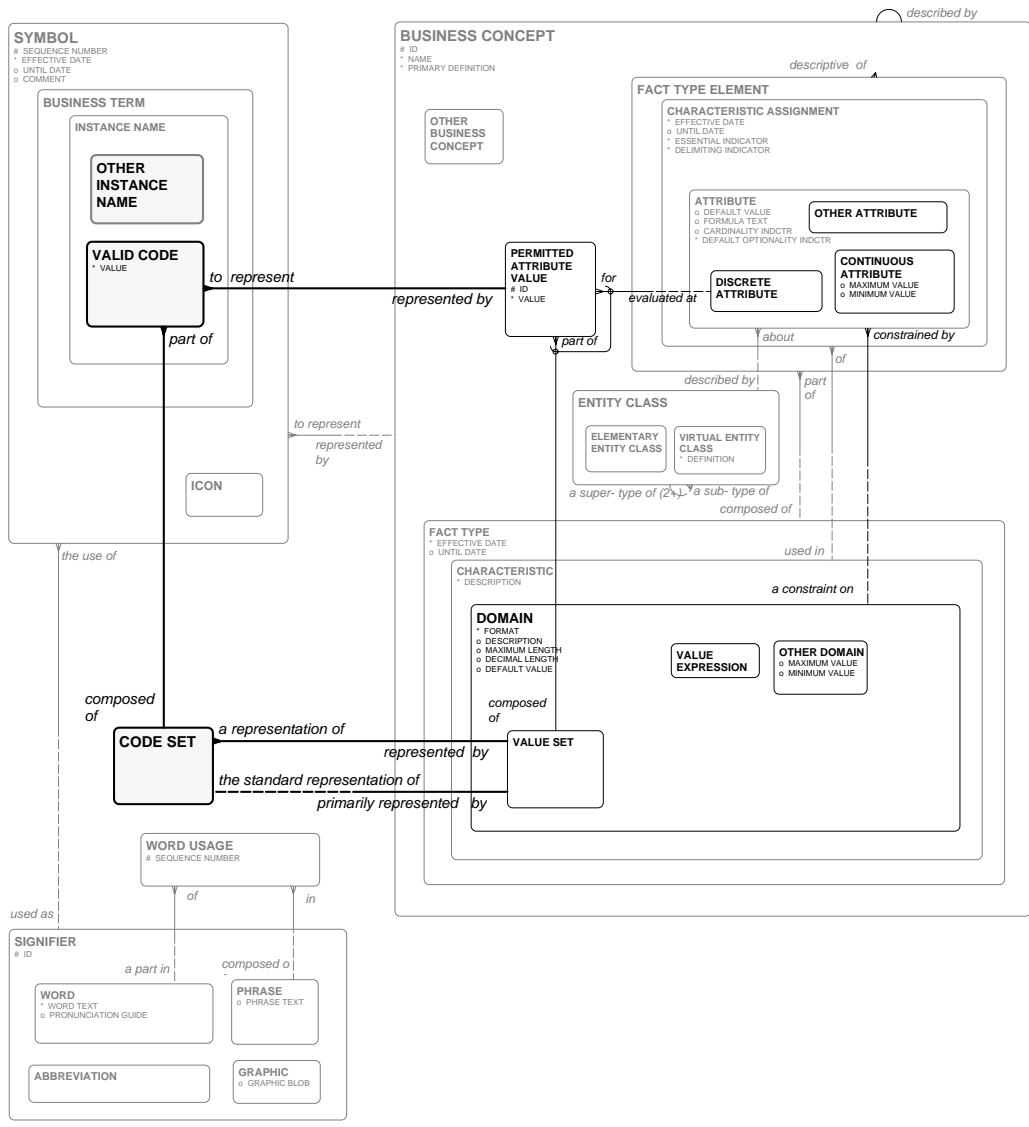 described by
SYMBOL
# SEQUENCE NUMBER
* EFFECTIVE DATE
o UNTIL DATE
o COMMENT
BUSINESS TERM
INSTANCE NAME
OTHER
INSTANCE
NAME
VALID CODE
* VALUE
to represent
represented by
part of
ICON
the use of
to represent
represented
by
BUSINESS CONCEPT
# ID
* NAME
* PRIMARY DEFINITION
OTHER
BUSINESS
CONCEPT
descriptive of
FACT TYPE ELEMENT
CHARACTERISTIC ASSIGNMENT
* EFFECTIVE DATE
o UNTIL DATE
* ESSENTIAL INDICATOR
* DELIMITING INDICATOR
ATTRIBUTE
o DEFAULT VALUE
o FORMULA TEXT
o CARDINALITY INDCTR
* DEFAULT OPTIONALITY INDCTR
OTHER ATTRIBUTE
CONTINUOUS
ATTRIBUTE
o MAXIMUM VALUE
o MINIMUM VALUE
DISCRETE
ATTRIBUTE
PERMITTED
ATTRIBUTE
VALUE
# ID
* VALUE
for
evaluated at
part of
about
constrained by
of
described by
part
of
ENTITY CLASS
ELEMENTARY
ENTITY CLASS
VIRTUAL ENTITY
CLASS
* DEFINITION
a super- type of (2+)
a sub- type of
composed of
FACT TYPE
* EFFECTIVE DATE
o UNTIL DATE
used in
CHARACTERISTIC
* DESCRIPTION
a constraint on
DOMAIN
* FORMAT
o DESCRIPTION
o MAXIMUM LENGTH
o DECIMAL LENGTH
o DEFAULT VALUE
VALUE
EXPRESSION
OTHER DOMAIN
o MAXIMUM VALUE
o MINIMUM VALUE
composed
of
VALUE SET
composed
of
CODE SET
a representation of
represented by
the standard representation of
primarily represented by
WORD USAGE
# SEQUENCE NUMBER
of
in
used as
SIGNIFIER
# ID
a part in
composed o
WORD
* WORD TEXT
o PRONUNCIATION GUIDE
PHRASE
o PHRASE TEXT
ABBREVIATION
GRAPHIC
o GRAPHIC BLOB